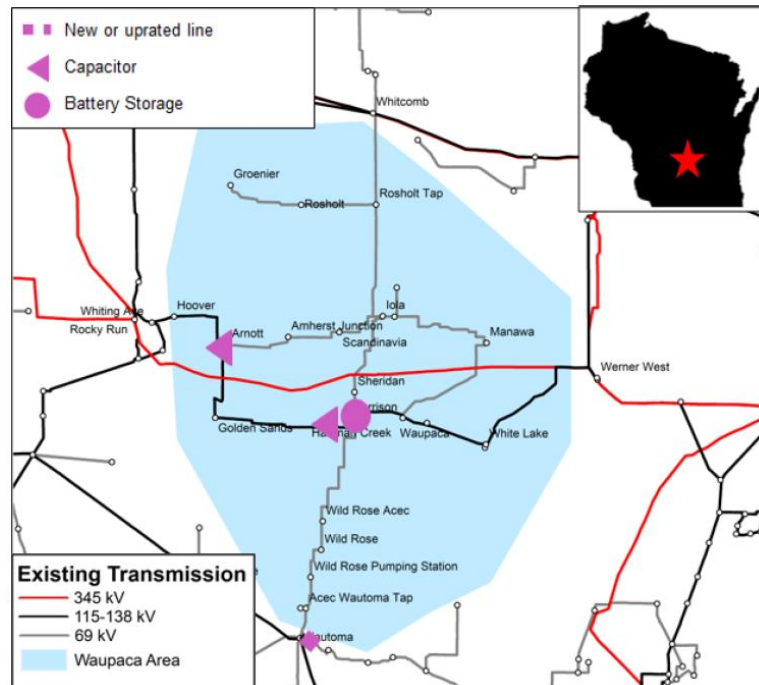 New or uprated line
Capacitor
Battery Storage
Whitcomb
Groenier
Rosholt
Rosholt Tap
Hoover
Whiting Ave
Rocky Run
Arnott
Amherst Junction
Iola
Scandinavia
Manawa
Sheridan
Werner West
Golden Sands
Creek
Waupaca
White Lake
Wild Rose Acec
Wild Rose
Wild Rose Pumping Station
Acec Wautoma Tap
Existing Transmission
345 kV
115-138 kV
69 kV
Waupaca Area